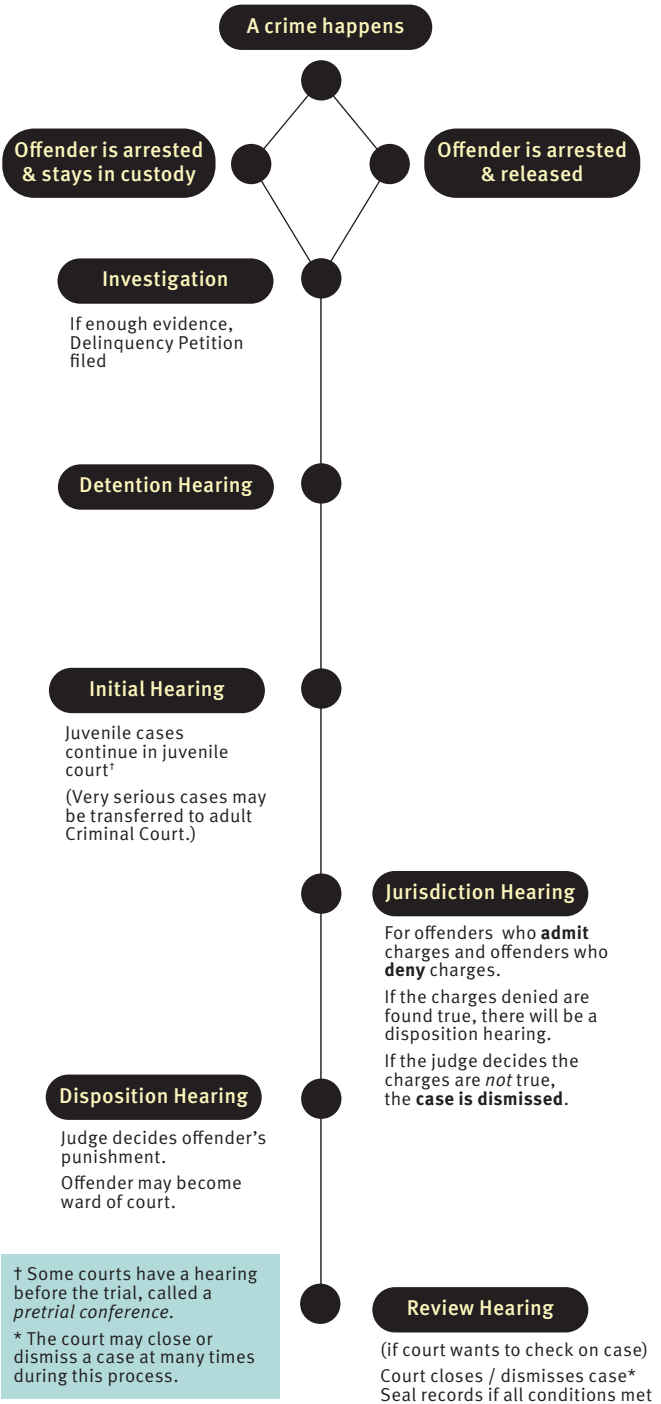 A crime happens
Offender is arrested
& stays in custody
Offender is arrested
& released
Investigation
If enough evidence,
Delinquency Petition
filed
Detention Hearing
Initial Hearing
Juvenile cases
continue in juvenile
court†
(Very serious cases may
be transferred to adult
Criminal Court.)
Jurisdiction Hearing
For offenders who admit
charges and offenders who
deny charges.
If the charges denied are
found true, there will be a
disposition hearing.
If the judge decides the
charges are not true,
the case is dismissed.
Disposition Hearing
Judge decides offender's
punishment.
Offender may become
ward of court.
† Some courts have a hearing
before the trial, called a
pretrial conference.
* The court may close or
dismiss a case at many times
during this process.
Review Hearing
(if court wants to check on case)
Court closes / dismisses case*
Seal records if all conditions met